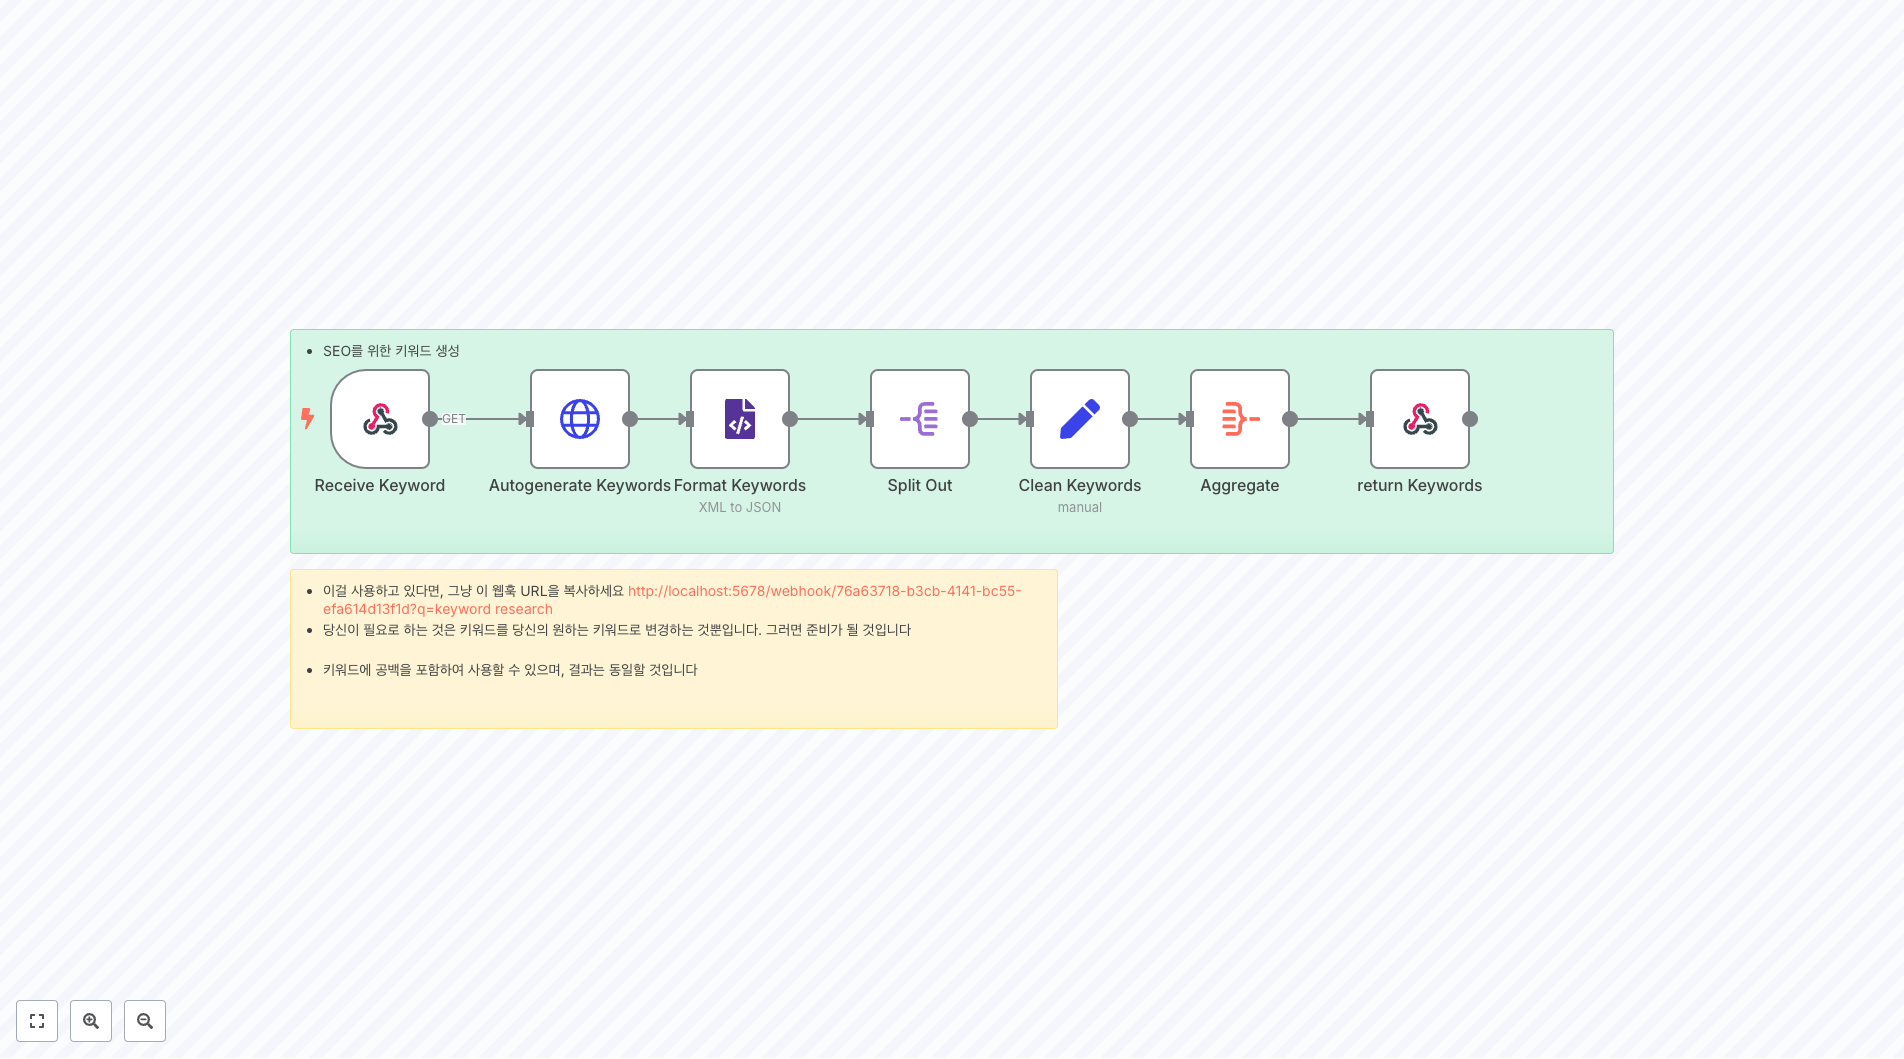 SEO를 위한 키워드 생성
GET
Receive Keyword
Autogenerate Keywords
Format Keywords
XML to JSON
Split Out
Clean Keywords
manual
Aggregate
return Keywords
이걸 사용하고 있다면, 그냥 이 웹훅 URL을 복사하세요 http://localhost:5678/webhook/76a63718-b3cb-4141-bc55-
efa614d13f1d?q=keyword research
당신이 필요로 하는 것은 키워드를 당신의 원하는 키워드로 변경하는 것뿐입니다. 그러면 준비가 될 것입니다
키워드에 공백을 포함하여 사용할 수 있으며, 결과는 동일할 것입니다